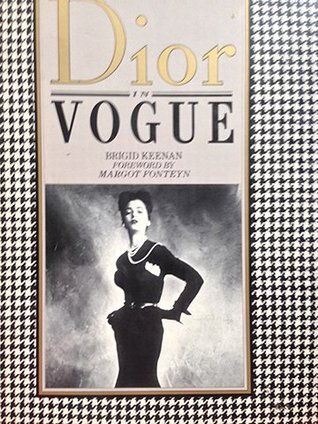 Dior
IN
VOGUE
BRIGID KEENAN
FOREWORD BY
MARGOT FONTEYN